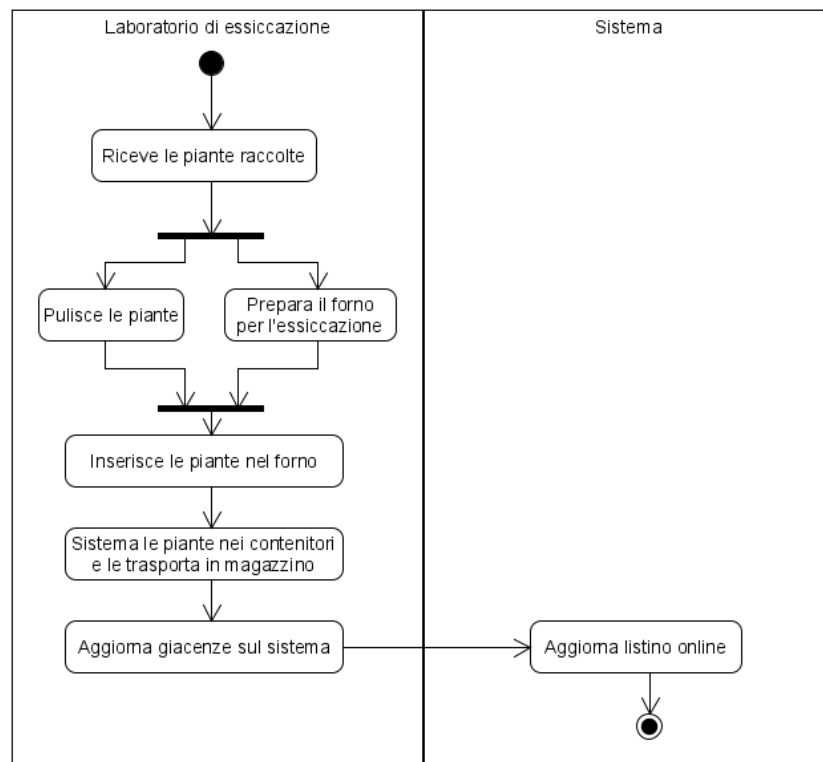 Laboratorio di essiccazione
Sistema
Riceve le piante raccolte
Pulisce le piante
Prepara il forno
per l'essiccazione
Inserisce le piante nel forno
Sistema le piante nei contenitori
e le trasporta in magazzino
Aggiorna giacenze sul sistema
Aggiorna listino online